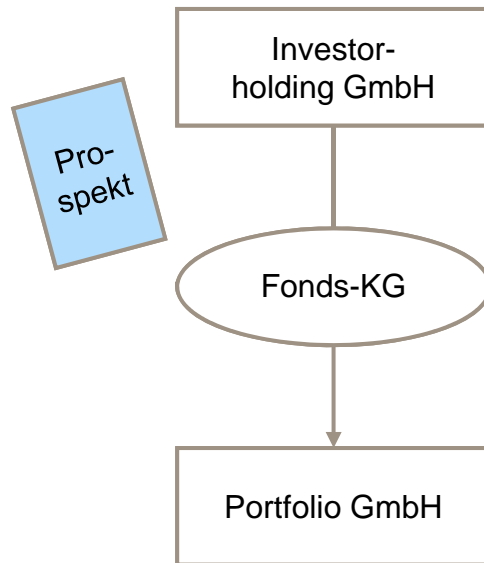 Investor-
holding GmbH
Pro-
spekt
Fonds-KG
Portfolio GmbH